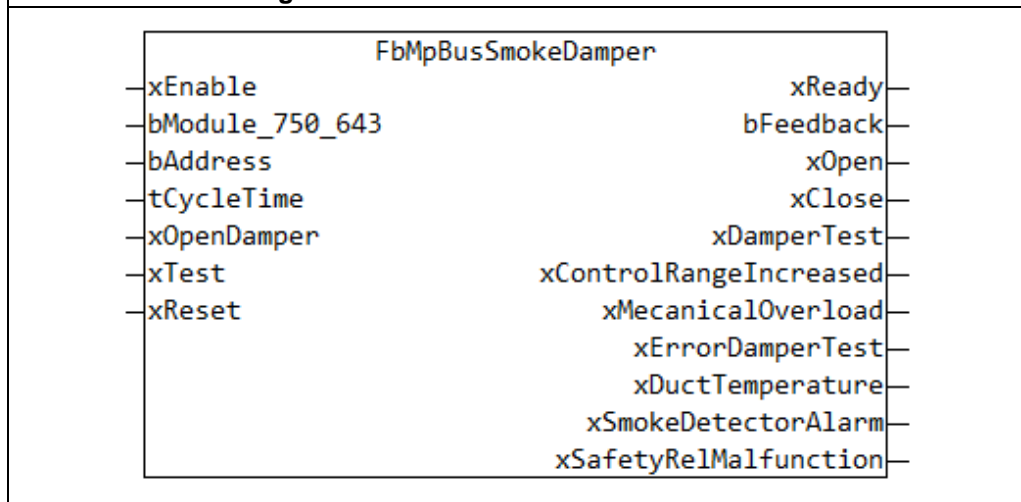 FbMpBusSmokeDamper
xEnable xReady
bModule_750_643 bFeedback
bAddress xOpen
tCycleTime xClose
xOpenDamper xDamperTest
xTest xControlRangeIncreased
xReset xMecanicalOverload
xErrorDamperTest
xDuctTemperature
xSmokeDetectorAlarm
xSafetyRelMalfunction